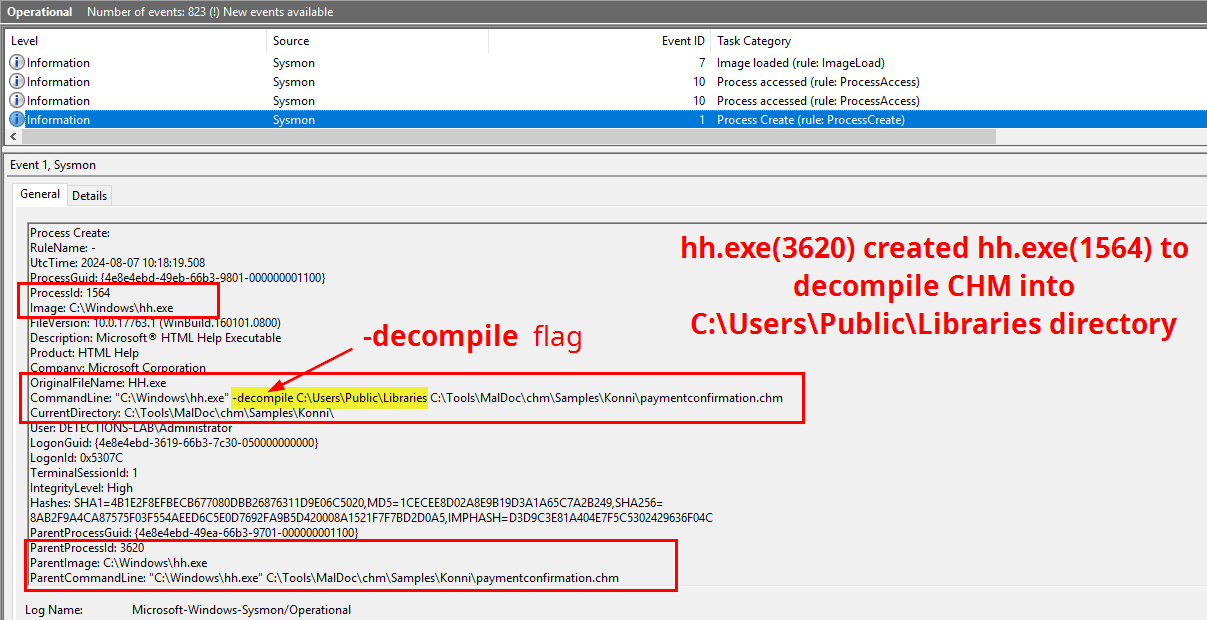 Operational Number of events: 823 (!) New events available
Level Source Event ID Task Category
Information Sysmon 7 Image loaded (rule: ImageLoad)
Information Sysmon 10 Process accessed (rule: ProcessAccess)
Information Sysmon 10 Process accessed (rule: ProcessAccess)
Information Sysmon 1 Process Create (rule: ProcessCreate)
Event 1, Sysmon
General Details
Process Create:
RuleName: -
UtcTime: 2024-08-07 10:18:19.508
ProcessGuid: {4e8e4ebd-49eb-66b3-9801-000000001100}
ProcessId: 1564
Image: C:\Windows\hh.exe
FileVersion: 10.0.17763.1 (WinBuild.160101.0800)
Description: Microsoft® HTML Help Executable
Product: HTML Help
Company: Microsoft Corporation
OriginalFileName: HH.exe
CommandLine: "C:\Windows\hh.exe" -decompile C:\Users\Public\Libraries C:\Tools\MalDoc\chm\Samples\Konni\paymentconfirmation.chm
CurrentDirectory: C:\Tools\MalDoc\chm\Samples\Konni\
User: DETECTIONS-LAB\Administrator
LogonGuid: {4e8e4ebd-3619-66b3-7c30-050000000000}
LogonId: 0x5307C
TerminalSessionId: 1
IntegrityLevel: High
Hashes: SHA1=4B1E2F8EFBECB677080DBB26876311D9E06C5020,MD5=1CECEE8D02A8E9B19D3A1A65C7A2B249,SHA256=
8AB2F9A4CA87575F03F554AEED6C5E0D7692FA9B5D420008A1521F7F7BD2D0A5,IMPHASH=D3D9C3E81A404E7F5C5302429636F04C
ParentProcessGuid: {4e8e4ebd-49ea-66b3-9701-000000001100}
ParentProcessId: 3620
ParentImage: C:\Windows\hh.exe
ParentCommandLine: "C:\Windows\hh.exe" C:\Tools\MalDoc\chm\Samples\Konni\paymentconfirmation.chm
hh.exe(3620) created hh.exe(1564) to
decompile CHM into
C:\Users\Public\Libraries directory
-decompile flag
Log Name: Microsoft-Windows-Sysmon/Operational